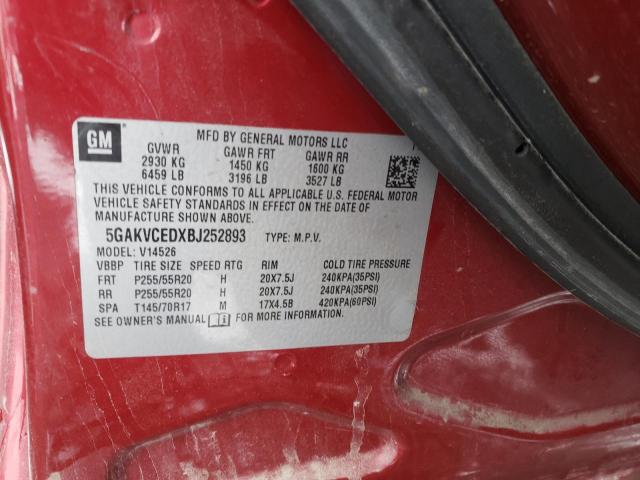 GM
MFD BY GENERAL MOTORS LLC
GVWR GAWR FRT GAWR RR
2930 KG 1450 KG 1600 KG
6459 LB 3196 LB 3527 LB
THIS VEHICLE CONFORMS TO ALL APPLICABLE U.S. FEDERAL MOTOR
VEHICLE SAFETY STANDARDS IN EFFECT ON THE DATE OF
MANUFACTURE SHOWN ABOVE.
5GAKVCEDXBJ252893 TYPE: M.P.V.
MODEL: V14526
VBBP TIRE SIZE SPEED RTG RIM COLD TIRE PRESSURE
FRT P255/55R20 H 20X7.5J 240KPA(35PSI)
RR P255/55R20 H 20X7.5J 240KPA(35PSI)
SPA T145/70R17 M 17X4.5B 420KPA(60PSI)
SEE OWNER'S MANUAL FOR MORE INFORMATION.